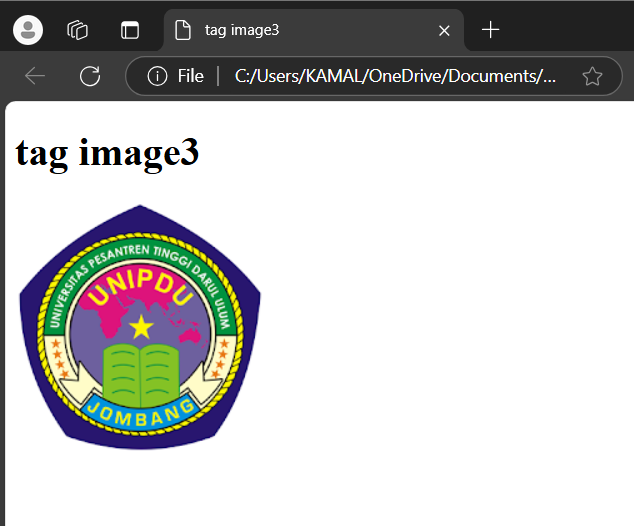 tag image3
File
C:/Users/KAMAL/OneDrive/Documents/...
tag image3
UNIVERSITAS PESANTREN TINGGI DARUL ULUM
UNIPDU
JOMBANG